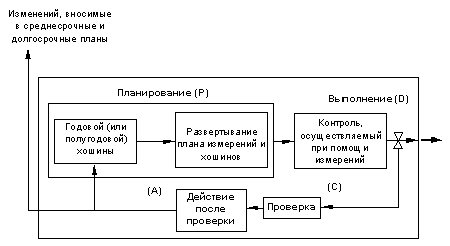 Изменений, вносимые
в среднесрочные и
долгосрочные планы
Планирование (P)
Выполнение (D)
Годовой (или
полугодовой)
хошины
Развертывание
плана измерений и
хошинов
Контроль,
осуществляемый
при помощ и
измерений
(A)
(C)
Действие
после
проверки
Проверка